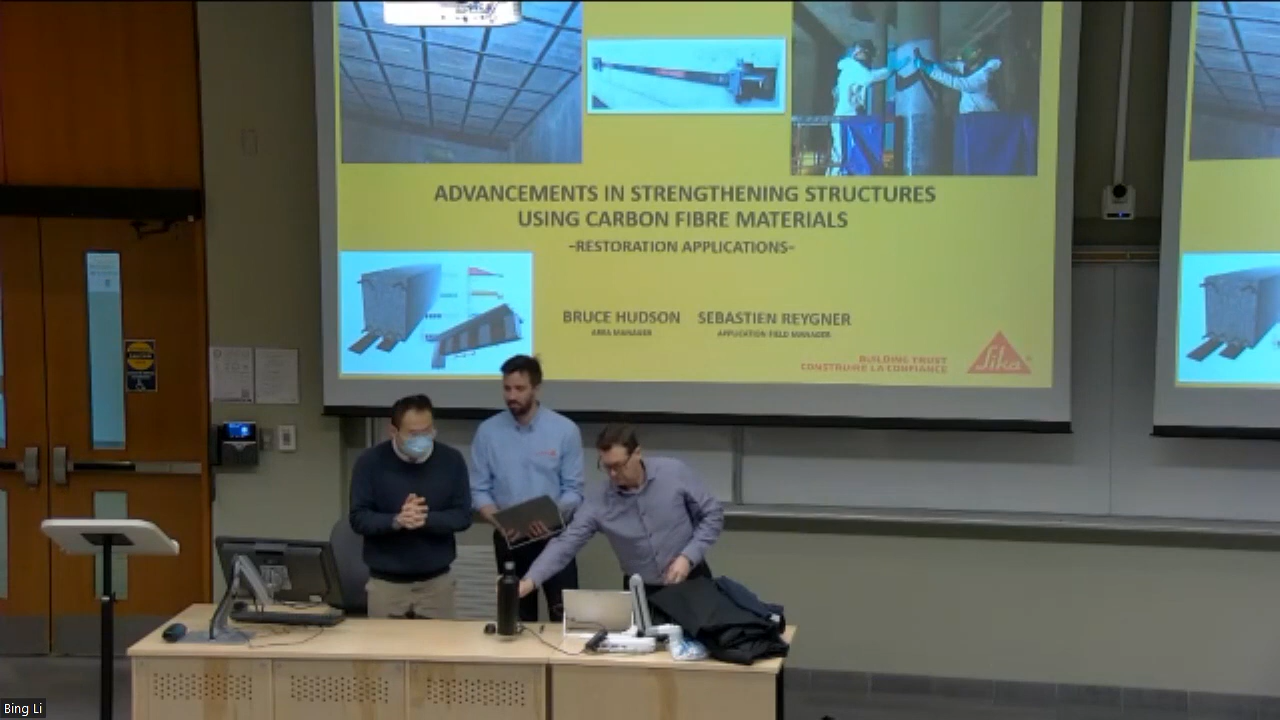 ADVANCEMENTS IN STRENGTHENING STRUCTURES
USING CARBON FIBRE MATERIALS
-RESTORATION APPLICATIONS-
BRUCE HUDSON SEBASTIEN REYGNER
AREA MANAGER APPLICATION FIELD MANAGER
BUILDING TRUST
CONSTRUIRE LA CONFIANCE
Sika
Bing Li